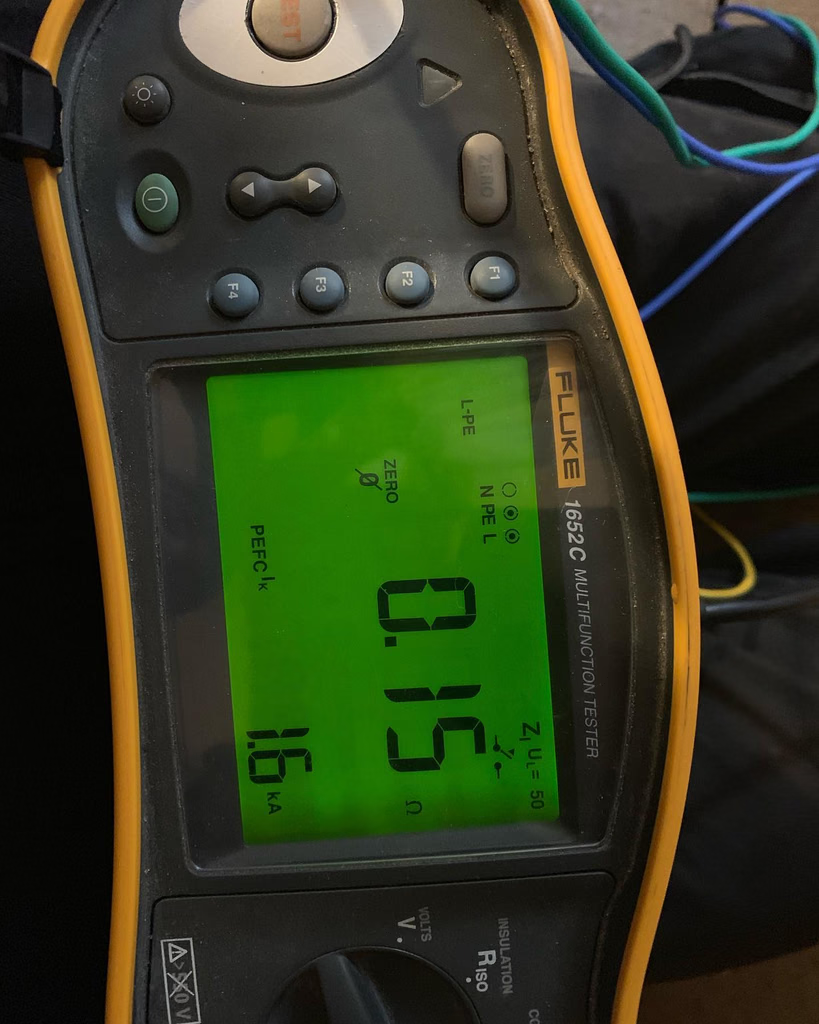 TEST
ZERO
F1
F2
F3
F4
FLUKE 1652C MULTIFUNCTION TESTER
L-PE
Zı UL= 50
N PE L
0.15 Ω
ZERO
Ø
PEFC IK
1.6 kA
INSULATION
RISO
VOLTS
V